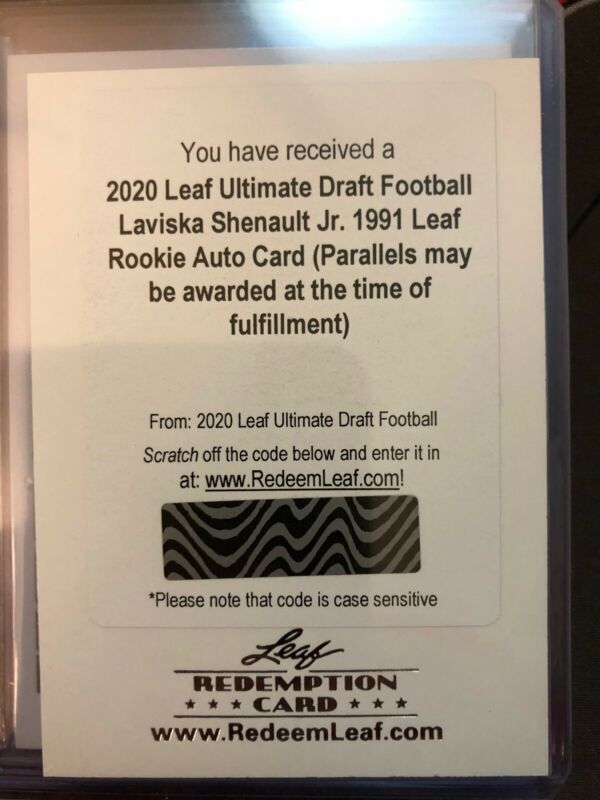 You have received a
2020 Leaf Ultimate Draft Football
Laviska Shenault Jr. 1991 Leaf
Rookie Auto Card (Parallels may
be awarded at the time of
fulfillment)
From: 2020 Leaf Ultimate Draft Football
Scratch off the code below and enter it in
at: www.RedeemLeaf.com!
*Please note that code is case sensitive
Leaf
REDEMPTION
★ ★ ★ CARD ★ ★ ★
www.RedeemLeaf.com